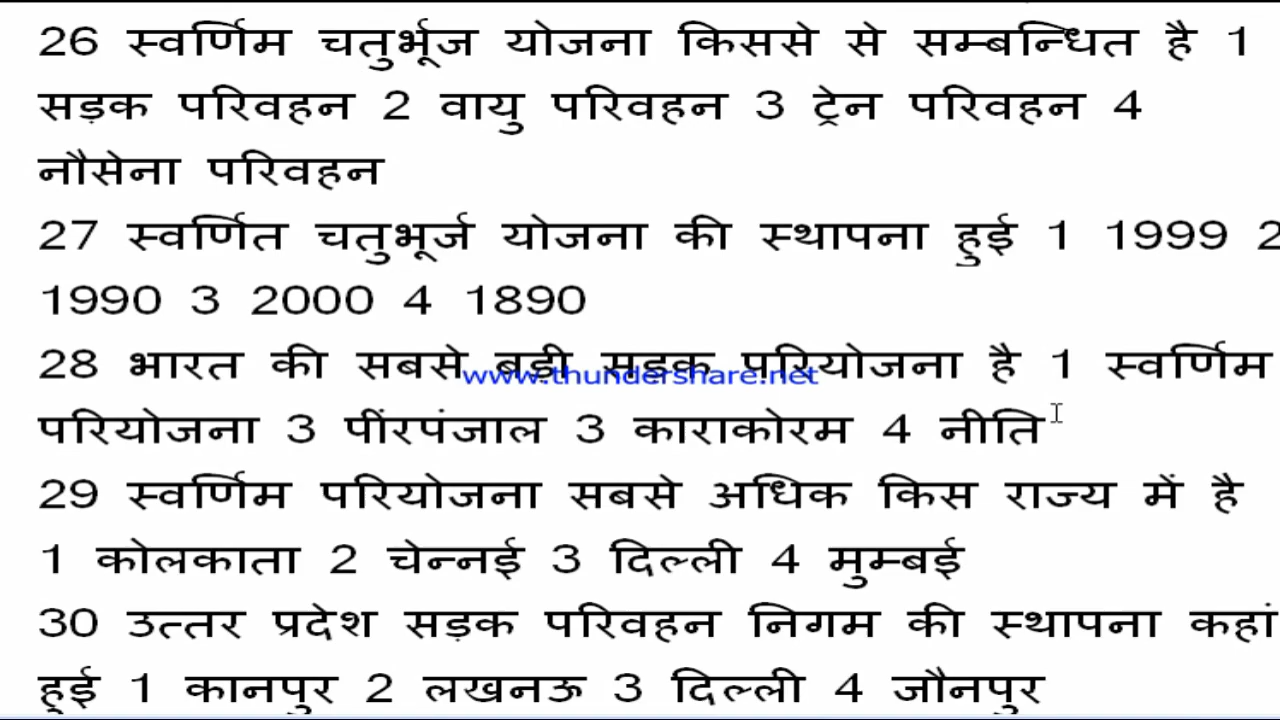 26 स्वर्णिम चतुर्भूज योजना किससे से सम्बन्धित है 1
सड़क परिवहन 2 वायु परिवहन 3 ट्रेन परिवहन 4
नौसेना परिवहन
27 स्वर्णित चतुभूर्ज योजना की स्थापना हुई 1 1999 2
1990 3 2000 4 1890
28 भारत की सबसे बड़ी सड़क परियोजना है 1 स्वर्णिम
www.thundershare.net
परियोजना 3 पींरपंजाल 3 काराकोरम 4 नीति
29 स्वर्णिम परियोजना सबसे अधिक किस राज्य में है
1 कोलकाता 2 चेन्नई 3 दिल्ली 4 मुम्बई
30 उत्तर प्रदेश सड़क परिवहन निगम की स्थापना कहां
हुई 1 कानपुर 2 लखनऊ 3 दिल्ली 4 जौनपुर